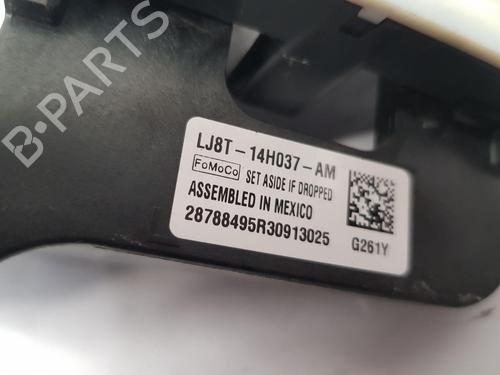 LJ8T-14H037-AM
FoMoCo SET ASIDE IF DROPPED
ASSEMBLED IN MEXICO
28788495R30913025
G261Y
B-PARTS